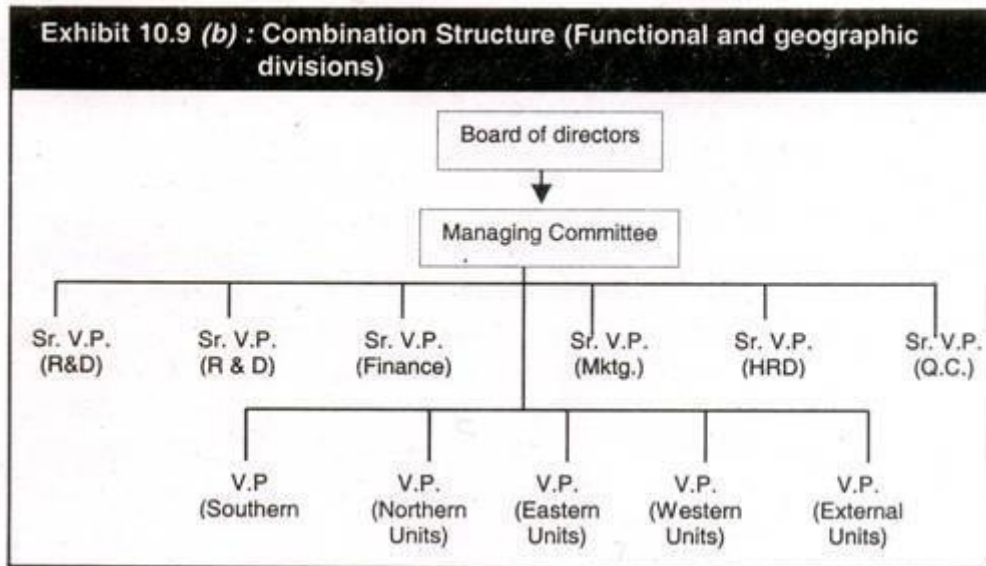 Exhibit 10.9 (b) : Combination Structure (Functional and geographic
divisions)
Board of directors
Managing Committee
Sr. V.P. Sr. V.P. Sr. V.P. Sr. V.P. Sr. V.P. Sr. V.P.
(R&D) (R & D) (Finance) (Mktg.) (HRD) (Q.C.)
V.P V.P. V.P. V.P. V.P.
(Southern (Northern (Eastern (Western (External
Units) Units) Units) Units)